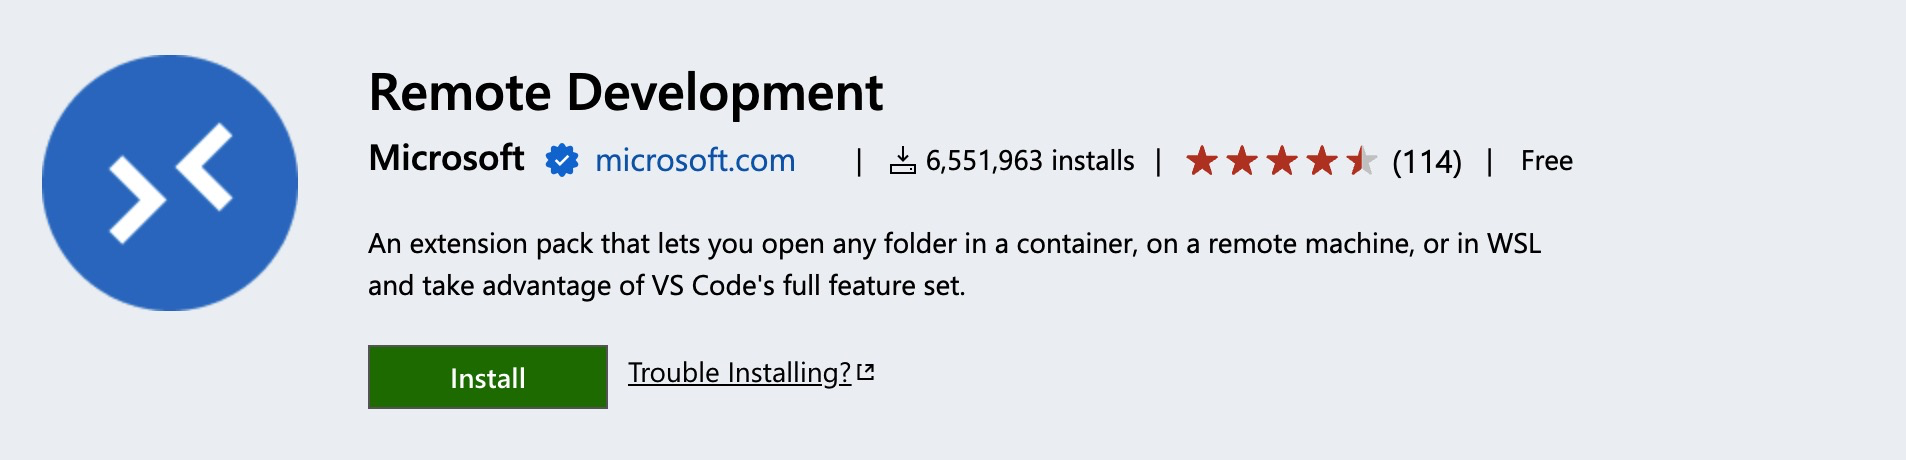 Remote Development
Microsoft microsoft.com | 6,551,963 installs | (114) | Free
An extension pack that lets you open any folder in a container, on a remote machine, or in WSL
and take advantage of VS Code's full feature set.
Install Trouble Installing?